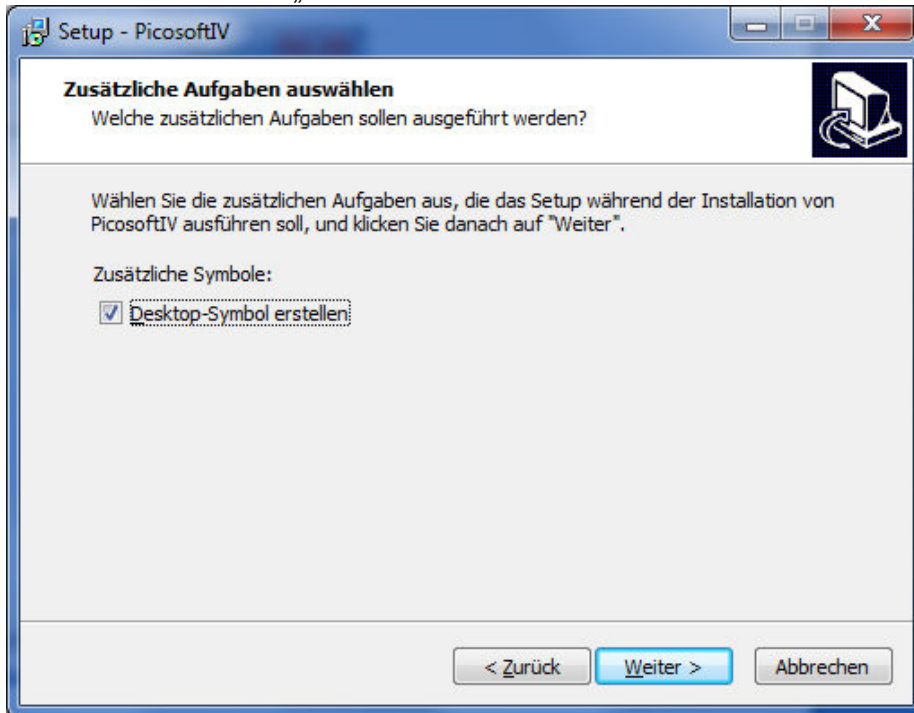 „
Setup - PicosoftIV
Zusätzliche Aufgaben auswählen
Welche zusätzlichen Aufgaben sollen ausgeführt werden?
Wählen Sie die zusätzlichen Aufgaben aus, die das Setup während der Installation von
PicosoftIV ausführen soll, und klicken Sie danach auf "Weiter".
Zusätzliche Symbole:
Desktop-Symbol erstellen
< Zurück Weiter > Abbrechen